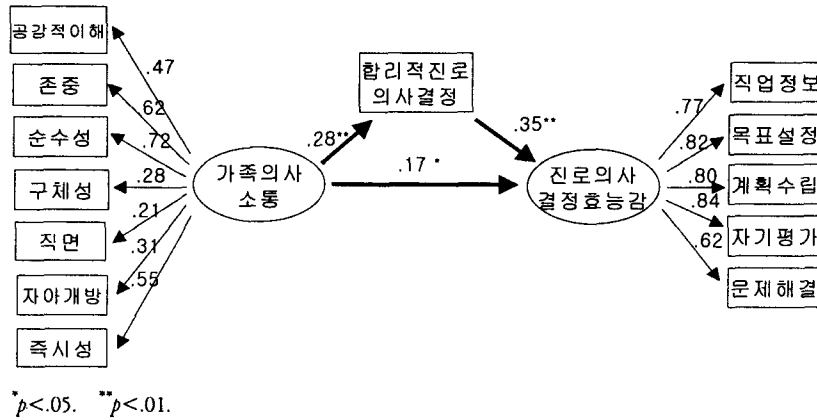 공감적이해
존중
순수성
구체성
직면
자아개방
즉시성
.47
.62
.72
.28
.21
.31
.55
가족의사
소통
합리적진로
의사결정
.28**
.17 *
.35**
진로의사
결정효능감
.77
.82
.80
.84
.62
직업정보
목표설정
계획수립
자기평가
문제해결
*p<.05. **p<.01.